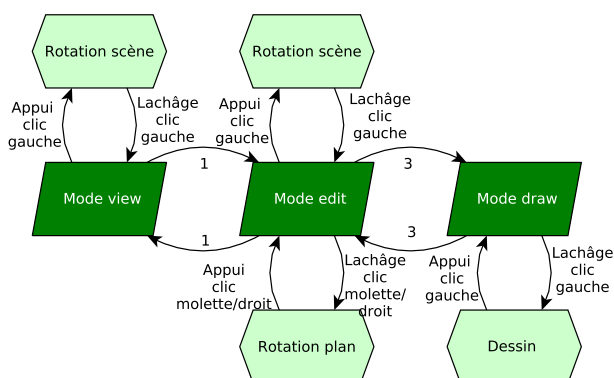 Rotation scène
Rotation scène
Appui
clic
gauche
Lachâge
clic
gauche
Appui
clic
gauche
Lachâge
clic
gauche
1
3
Mode view
Mode edit
Mode draw
1
3
Appui
clic
molette/droit
Lachâge
clic
molette/
droit
Appui
clic
gauche
Lachâge
clic
gauche
Rotation plan
Dessin